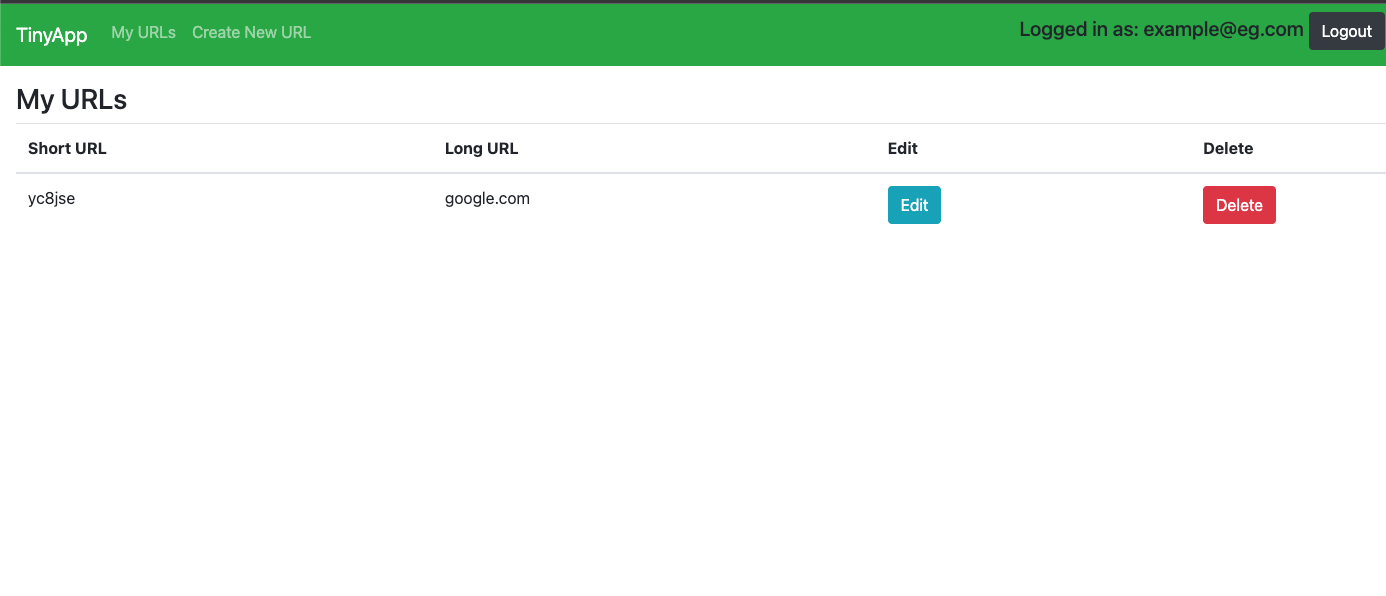 TinyApp My URLs Create New URL Logged in as: example@eg.com Logout
My URLs
Short URL Long URL Edit Delete
yc8jse google.com Edit Delete